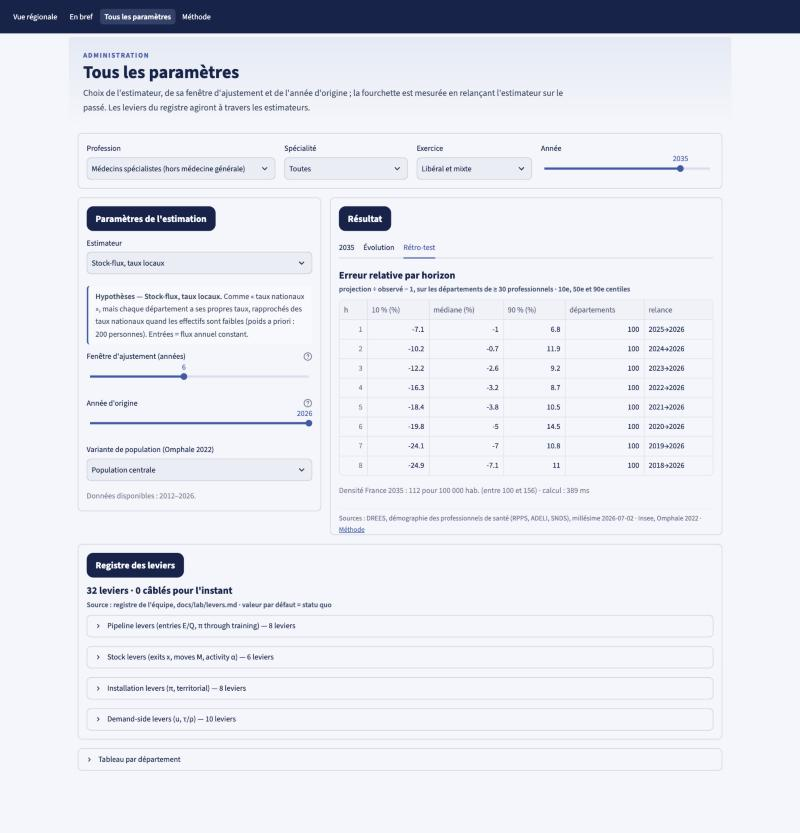 Vue régionale En bref Tous les paramètres Méthode
ADMINISTRATION
Tous les paramètres
Choix de l'estimateur, de sa fenêtre d'ajustement et de l'année d'origine ; la fourchette est mesurée en relançant l'estimateur sur le
passé. Les leviers du registre agiront à travers les estimateurs.
Profession Spécialité Exercice Année
2035
Médecins spécialistes (hors médecine générale) Toutes Libéral et mixte
Paramètres de l'estimation
Estimateur
Stock-flux, taux locaux
Hypothèses — Stock-flux, taux locaux. Comme « taux nationaux
», mais chaque département a ses propres taux, rapprochés des
taux nationaux quand les effectifs sont faibles (poids a priori :
200 personnes). Entrées = flux annuel constant.
Fenêtre d'ajustement (années)
6
Année d'origine
2026
Variante de population (Omphale 2022)
Population centrale
Données disponibles : 2012–2026.
Résultat
2035 Évolution Rétro-test
Erreur relative par horizon
projection ÷ observé − 1, sur les départements de ≥ 30 professionnels · 10e, 50e et 90e centiles
h 10 % (%) médiane (%) 90 % (%) départements relance
1 -7.1 -1 6.8 100 2025→2026
2 -10.2 -0.7 11.9 100 2024→2026
3 -12.2 -2.6 9.2 100 2023→2026
4 -16.3 -3.2 8.7 100 2022→2026
5 -18.4 -3.8 10.5 100 2021→2026
6 -19.8 -5 14.5 100 2020→2026
7 -24.1 -7 10.8 100 2019→2026
8 -24.9 -7.1 11 100 2018→2026
Densité France 2035 : 112 pour 100 000 hab. (entre 100 et 156) · calcul : 389 ms
Sources : DREES, démographie des professionnels de santé (RPPS, ADELI, SNDS), millésime 2026-07-02 · Insee, Omphale 2022 ·
Méthode
Registre des leviers
32 leviers · 0 câblés pour l'instant
Source : registre de l'équipe, docs/lab/levers.md · valeur par défaut = statu quo
Pipeline levers (entries E/Q, π through training) — 8 leviers
Stock levers (exits x, moves M, activity α) — 6 leviers
Installation levers (π, territorial) — 8 leviers
Demand-side levers (u, τ/ρ) — 10 leviers
Tableau par département